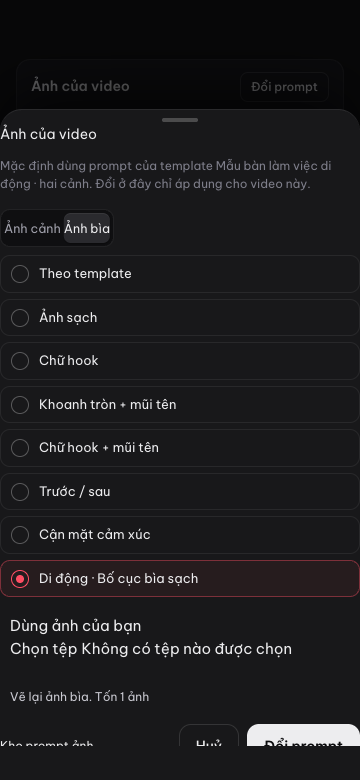 Ảnh của video
Đổi prompt
Ảnh của video
Mặc định dùng prompt của template Mẫu bàn làm việc di
động · hai cảnh. Đổi ở đây chỉ áp dụng cho video này.
Ảnh cảnh Ảnh bìa
Theo template
Ảnh sạch
Chữ hook
Khoanh tròn + mũi tên
Chữ hook + mũi tên
Trước / sau
Cận mặt cảm xúc
Di động · Bố cục bìa sạch
Dùng ảnh của bạn
Chọn tệp Không có tệp nào được chọn
Vẽ lại ảnh bìa. Tốn 1 ảnh
Kho prompt ảnh
Huỷ
Đổi prompt